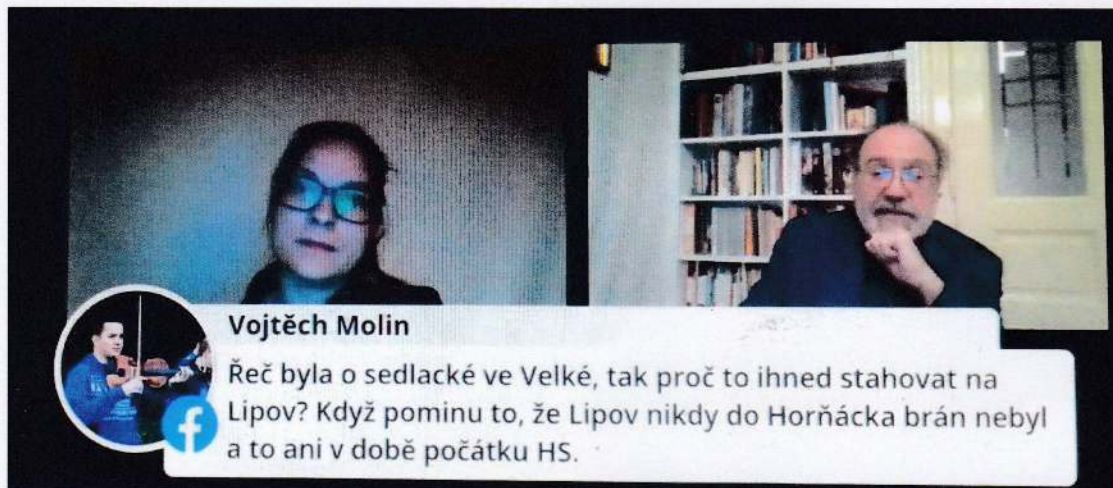 Vojtěch Molin
Řeč byla o sedlacké ve Velké, tak proč to ihned stahovat na
Lipov? Když pominu to, že Lipov nikdy do Horňácka brán nebyl
a to ani v době počátku HS.